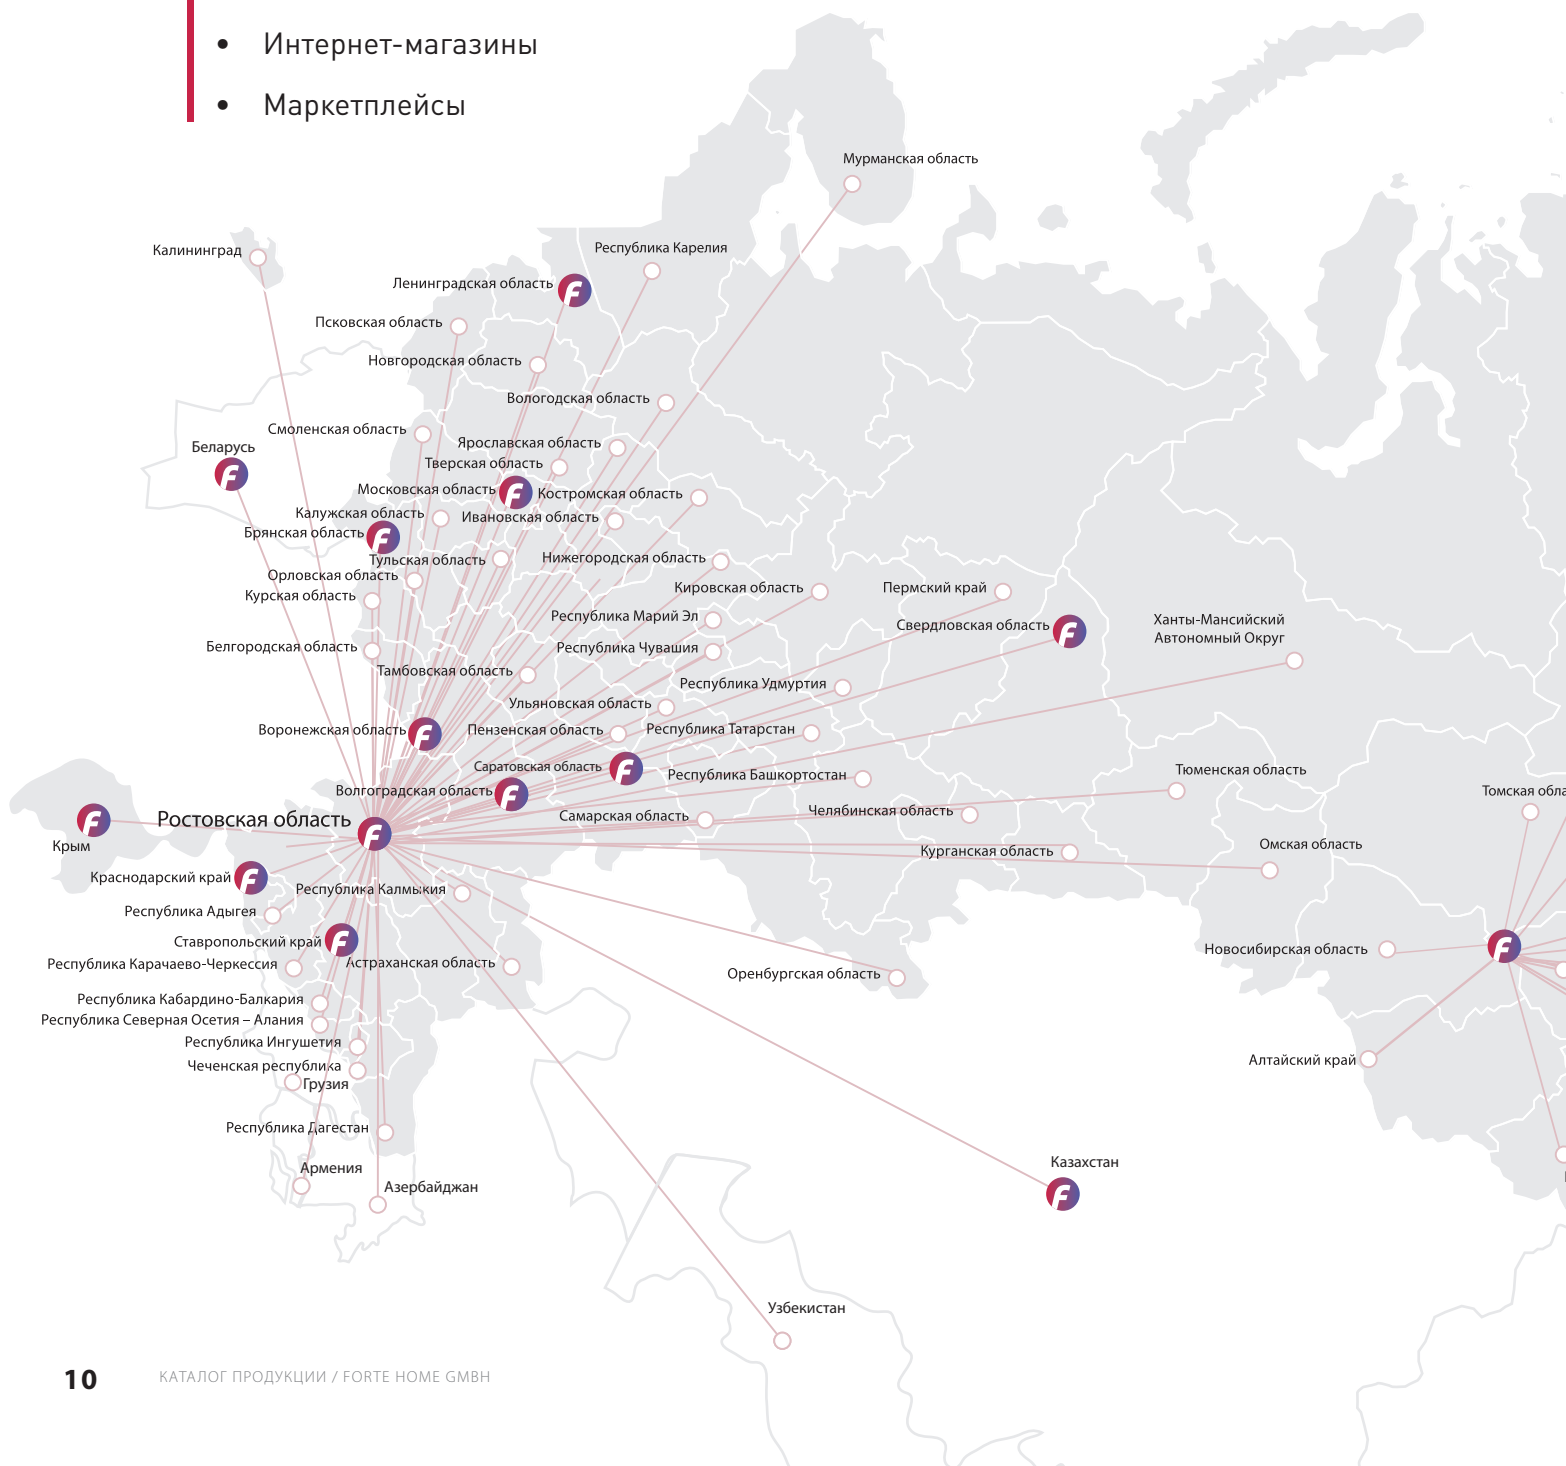 • Интернет-магазины
• Маркетплейсы
Мурманская область
Республика Карелия
Калининград
Ленинградская область
Псковская область
Новгородская область
Вологодская область
Смоленская область
Ярославская область
Беларусь
Тверская область
Московская область
Костромская область
Калужская область
Ивановская область
Брянская область
Тульская область
Нижегородская область
Орловская область
Кировская область
Пермский край
Курская область
Республика Марий Эл
Свердловская область
Ханты-Мансийский
Автономный Округ
Белгородская область
Республика Чувашия
Тамбовская область
Республика Удмуртия
Ульяновская область
Воронежская область
Пензенская область
Республика Татарстан
Саратовская область
Республика Башкортостан
Тюменская область
Волгоградская область
Томская обла
Ростовская область
Самарская область
Челябинская область
Крым
Курганская область
Омская область
Краснодарский край
Республика Калмыкия
Республика Адыгея
Ставропольский край
Новосибирская область
Республика Карачаево-Черкессия
Астраханская область
Оренбургская область
Республика Кабардино-Балкария
Республика Северная Осетия – Алания
Республика Ингушетия
Алтайский край
Чеченская республика
Грузия
Республика Дагестан
Армения
Казахстан
Азербайджан
Узбекистан
10 КАТАЛОГ ПРОДУКЦИИ / FORTE HOME GMBH